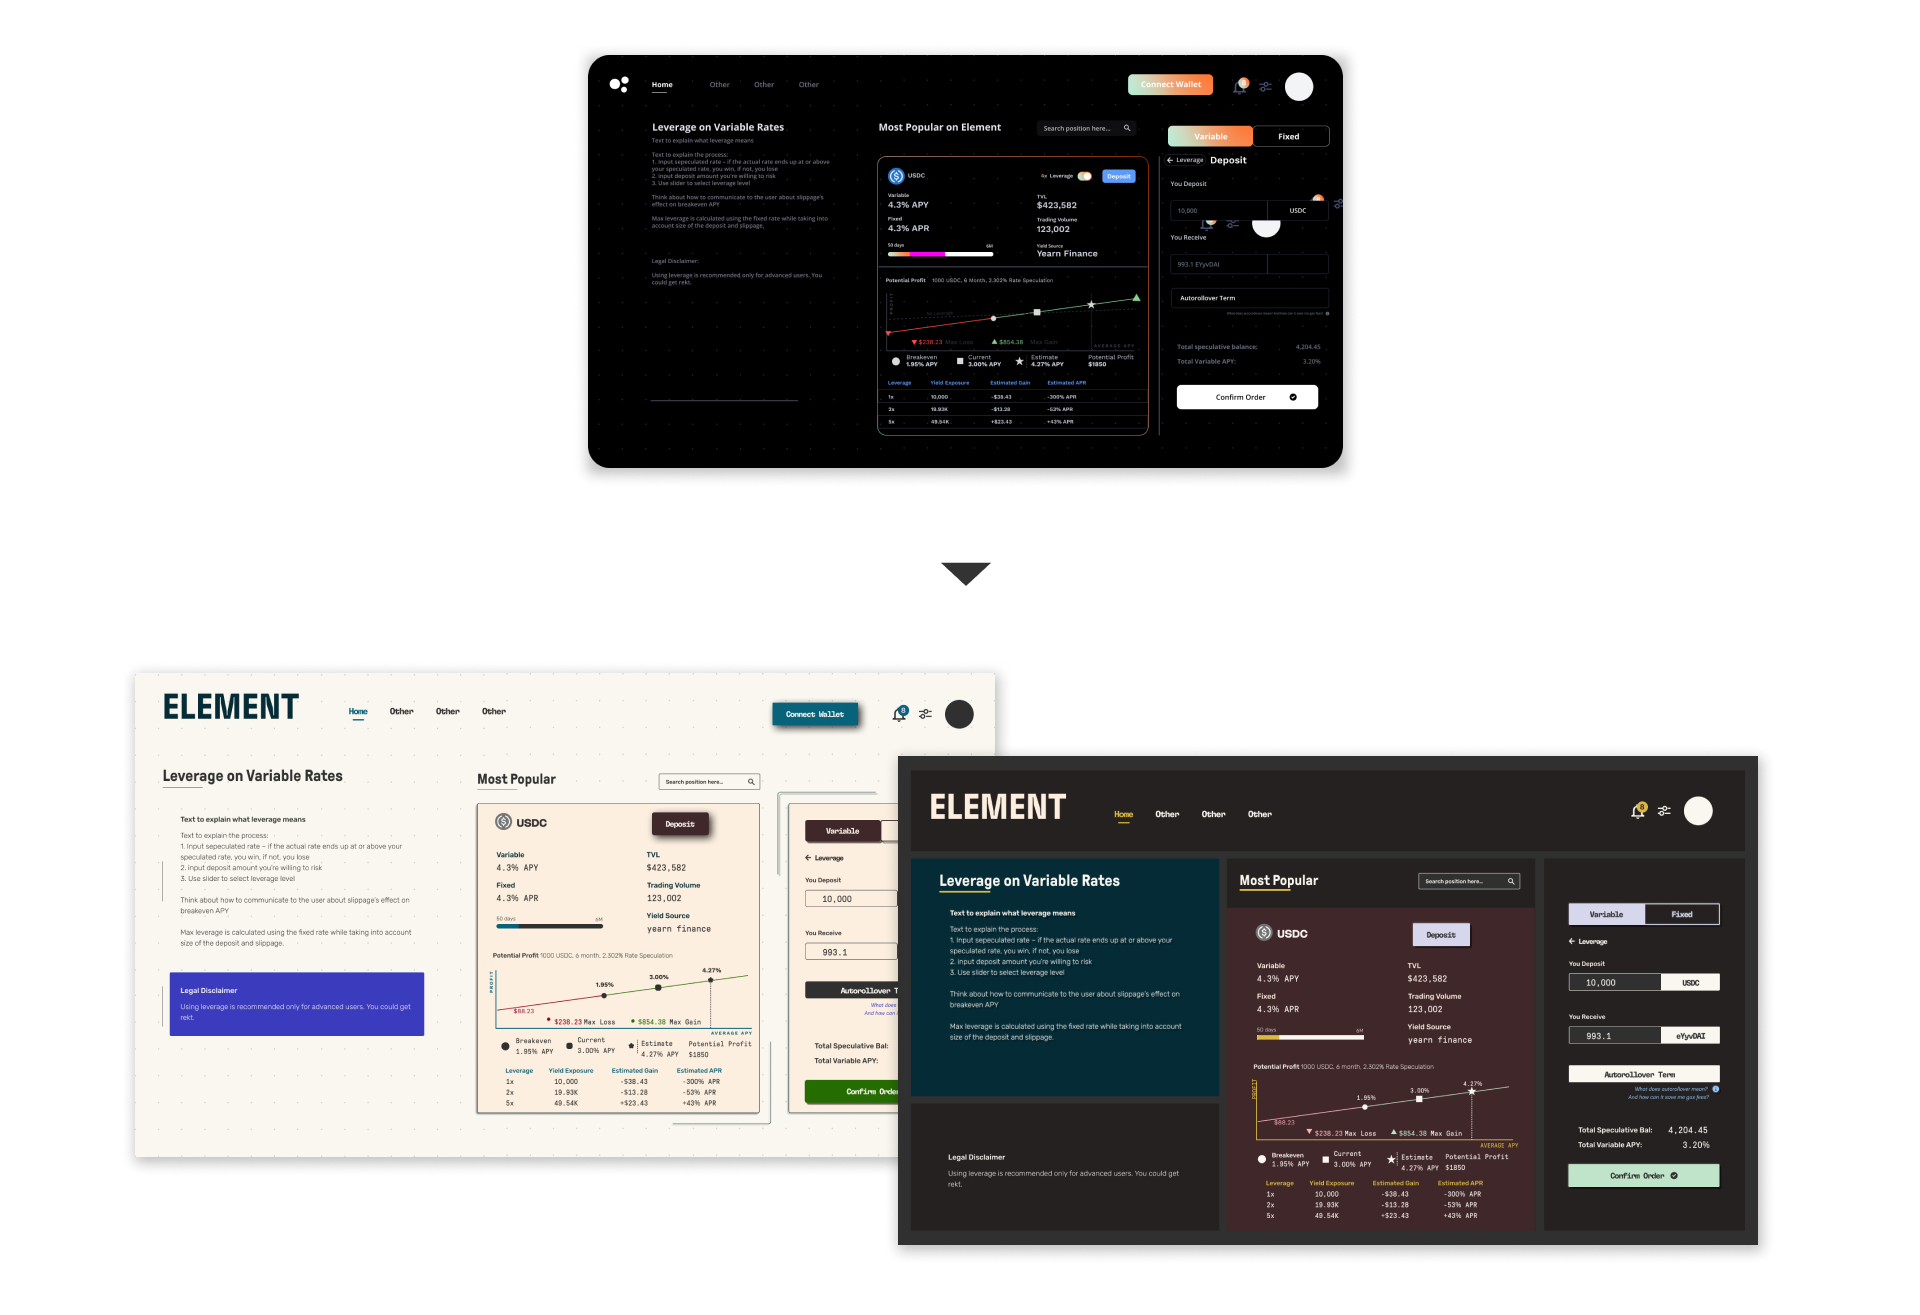 Home Other Other Other Connect Wallet
Leverage on Variable Rates
Text to explain what leverage means
Text to explain the process:
1. Input sepeculated rate – if the actual rate ends up at or above
your speculated rate, you win, if not, you lose
2. input deposit amount you're willing to risk
3. Use slider to select leverage level
Think about how to communicate to the user about slippage's
effect on breakeven APY
Max leverage is calculated using the fixed rate while taking into
account size of the deposit and slippage.
Legal Disclaimer:
Using leverage is recommended only for advanced users. You
could get rekt.
Most Popular on Element
Search position here...
USDC
4x Leverage
Deposit
Variable
4.3% APY
TVL
$423,582
Fixed
4.3% APR
Trading Volume
123,002
50 days 6M
Yield Source
Yearn Finance
Potential Profit 1000 USDC, 6 Month, 2.302% Rate Speculation
$238.23 Max Loss $854.38 Max Gain
AVERAGE APY
Breakeven Current Estimate Potential Profit
1.95% APY 3.00% APY 4.27% APY $1850
Leverage Yield Exposure Estimated Gain Estimated APR
1x 10,000 -$38.43 -300% APR
2x 19.93K -$13.28 -53% APR
5x 49.54K +$23.43 +43% APR
Variable Fixed
Leverage Deposit
You Deposit
10,000 USDC
You Receive
993.1 EYyvDAI
Autorollover Term
Total speculative balance: 4,204.45
Total Variable APY: 3.20%
Confirm Order
ELEMENT
Home Other Other Other
Connect Wallet
8
Leverage on Variable Rates
Text to explain what leverage means
Text to explain the process:
1. Input sepeculated rate – if the actual rate ends up at or above your
speculated rate, you win, if not, you lose
2. input deposit amount you're willing to risk
3. Use slider to select leverage level
Think about how to communicate to the user about slippage's effect on
breakeven APY
Max leverage is calculated using the fixed rate while taking into account
size of the deposit and slippage.
Legal Disclaimer
Using leverage is recommended only for advanced users. You could get
rekt.
Most Popular
Search position here...
USDC
Deposit
Variable
4.3% APY
TVL
$423,582
Fixed
4.3% APR
Trading Volume
123,002
50 days 6M
Yield Source
yearn finance
Potential Profit 1000 USDC, 6 month, 2.302% Rate Speculation
PROFIT
1.95%
3.00%
4.27%
$88.23
$238.23 Max Loss $854.38 Max Gain
AVERAGE APY
Breakeven Current Estimate Potential Profit
1.95% APY 3.00% APY 4.27% APY $1850
Leverage Yield Exposure Estimated Gain Estimated APR
1x 10,000 -$38.43 -300% APR
2x 19.93K -$13.28 -53% APR
5x 49.54K +$23.43 +43% APR
Variable
Leverage
You Deposit
10,000
You Receive
993.1
Autorollover T
What does
And how can
Total Speculative Bal:
Total Variable APY:
Confirm Orde
ELEMENT
Home Other Other Other
8
Leverage on Variable Rates
Text to explain what leverage means
Text to explain the process:
1. Input sepeculated rate – if the actual rate ends up at or above your
speculated rate, you win, if not, you lose
2. input deposit amount you're willing to risk
3. Use slider to select leverage level
Think about how to communicate to the user about slippage's effect on
breakeven APY
Max leverage is calculated using the fixed rate while taking into account
size of the deposit and slippage.
Legal Disclaimer
Using leverage is recommended only for advanced users. You could get
rekt.
Most Popular
Search position here...
USDC
Deposit
Variable
4.3% APY
TVL
$423,582
Fixed
4.3% APR
Trading Volume
123,002
50 days 6M
Yield Source
yearn finance
Potential Profit 1000 USDC, 6 month, 2.302% Rate Speculation
PROFIT
1.95%
3.00%
4.27%
$88.23
$238.23 Max Loss $854.38 Max Gain
AVERAGE APY
Breakeven Current Estimate Potential Profit
1.95% APY 3.00% APY 4.27% APY $1850
Leverage Yield Exposure Estimated Gain Estimated APR
1x 10,000 -$38.43 -300% APR
2x 19.93K -$13.28 -53% APR
5x 49.54K +$23.43 +43% APR
Variable Fixed
Leverage
You Deposit
10,000 USDC
You Receive
993.1 eYyvDAI
Autorollover Term
What does autorollover mean?
And how can it save me gas fees?
Total Speculative Bal: 4,204.45
Total Variable APY: 3.20%
Confirm Order